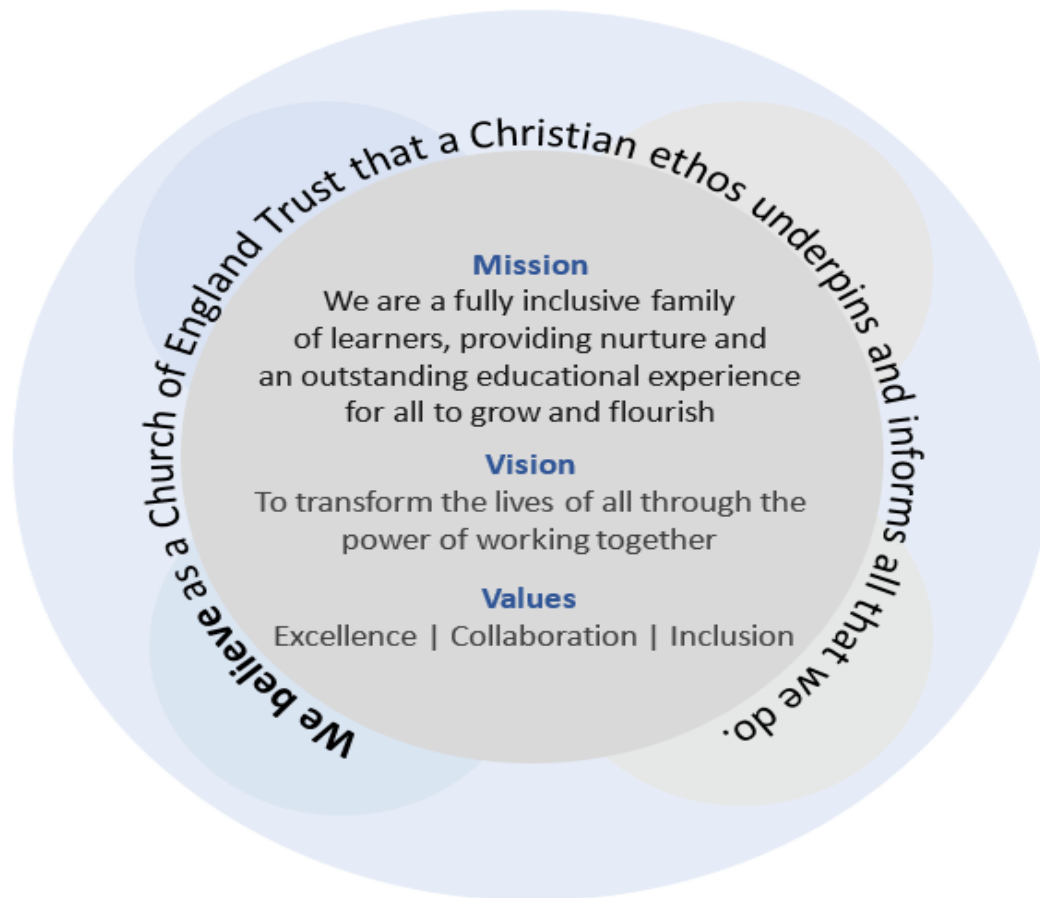 We believe as a Church of England Trust that a Christian ethos underpins and informs all that we do.
Mission
We are a fully inclusive family
of learners, providing nurture and
an outstanding educational experience
for all to grow and flourish
Vision
To transform the lives of all through the
power of working together
Values
Excellence | Collaboration | Inclusion